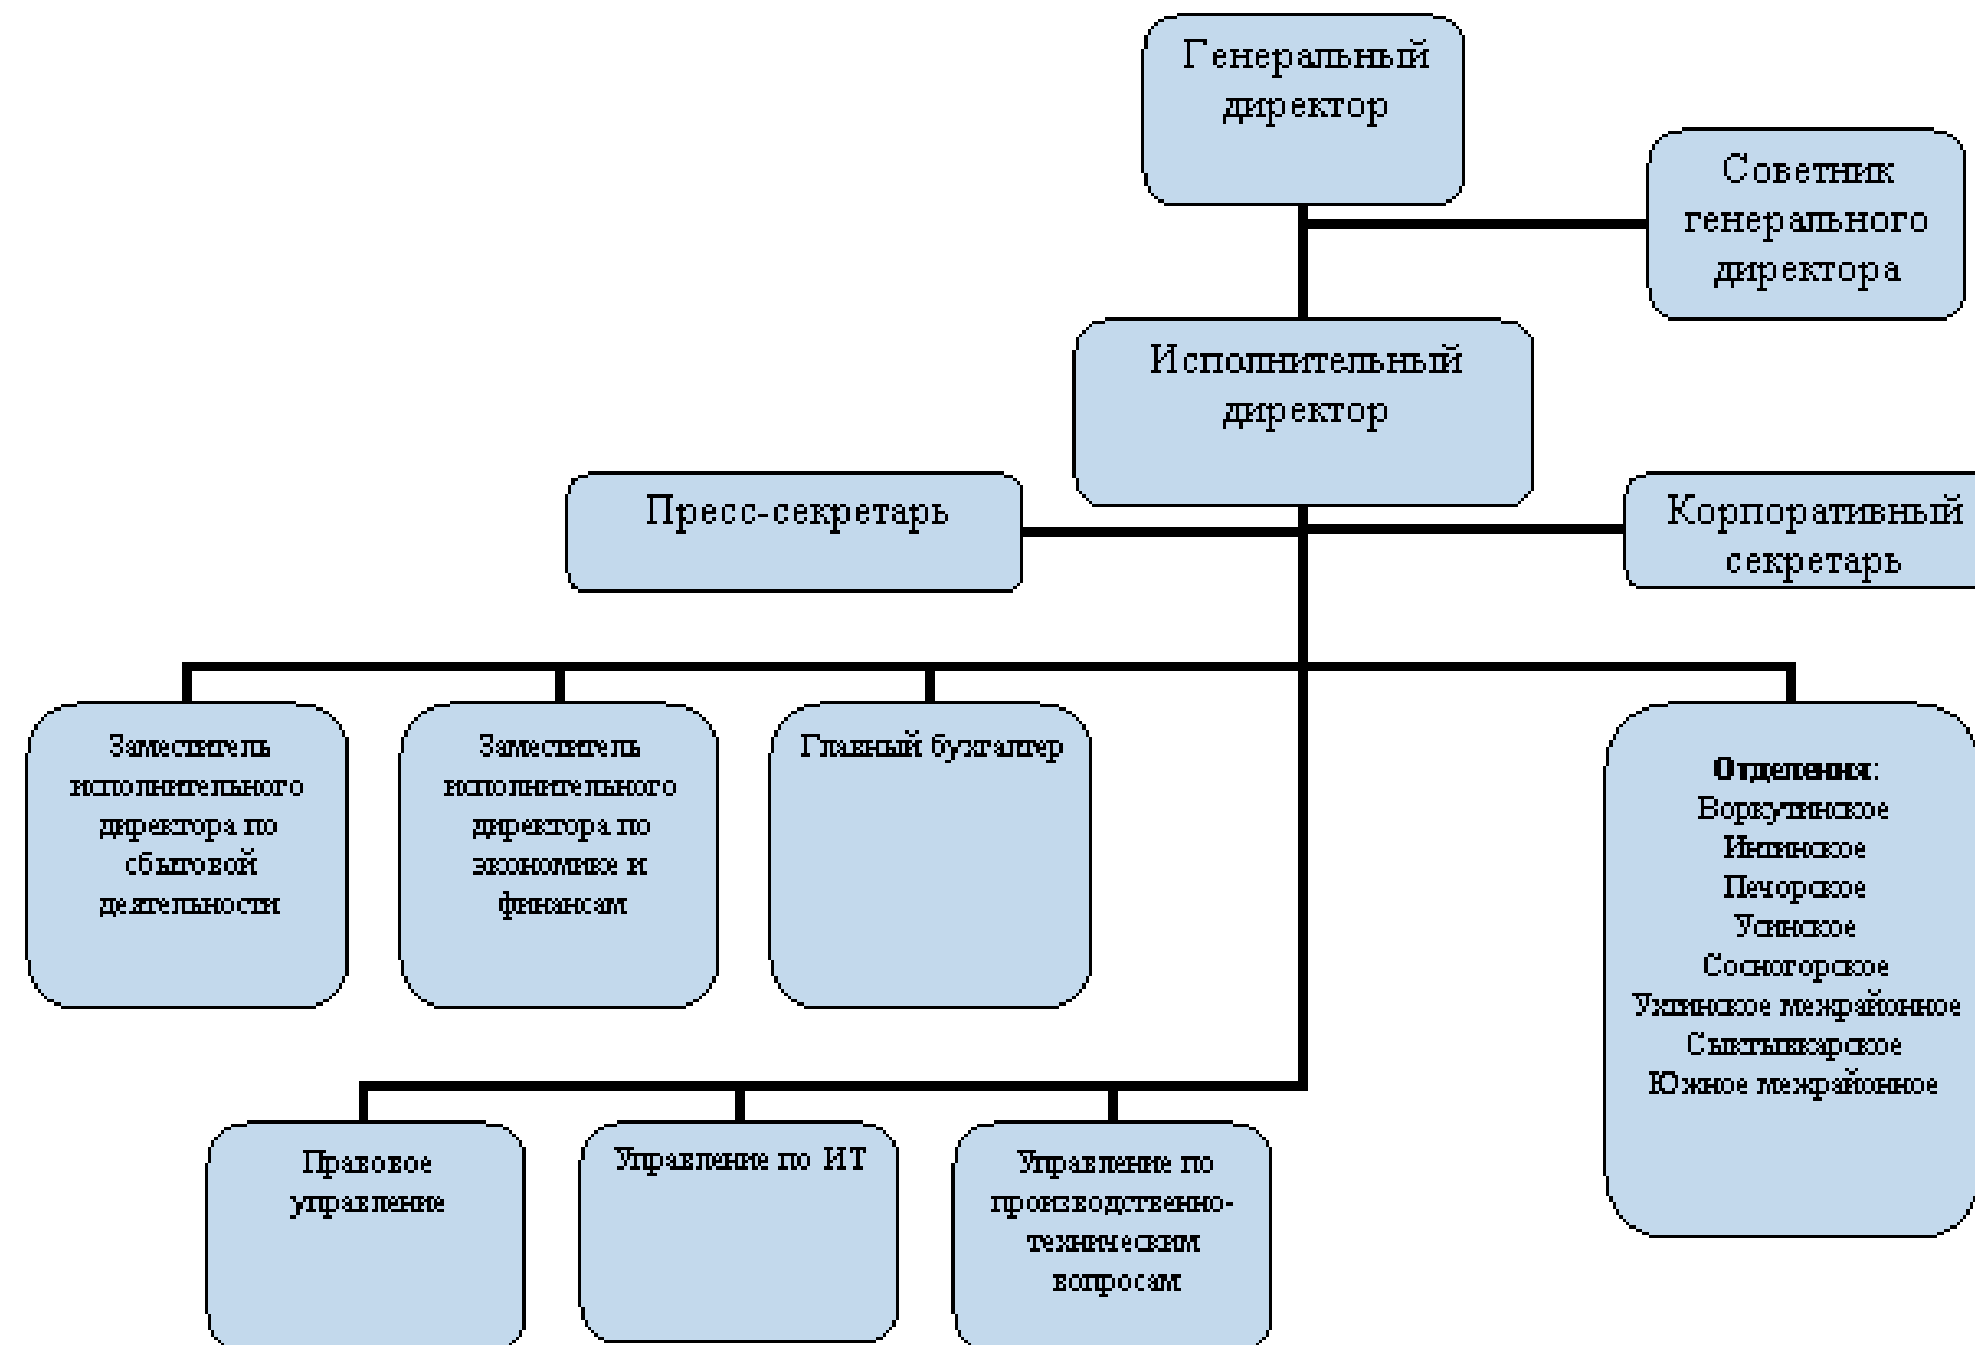 Генеральный
директор
Советник
генерального
директора
Исполнительный
директор
Пресс-секретарь
Корпоративный
секретарь
Заместитель
исполнительного
директора по
сбытовой
деятельности
Заместитель
исполнительного
директора по
экономике и
финансам
Главный бухгалтер
Отделения:
Воркутинское
Интинское
Печорское
Усинское
Сосногорское
Ухтинское межрайонное
Сыктывкарское
Южное межрайонное
Правовое
управление
Управление по ИТ
Управление по
производственно-
техническим
вопросам